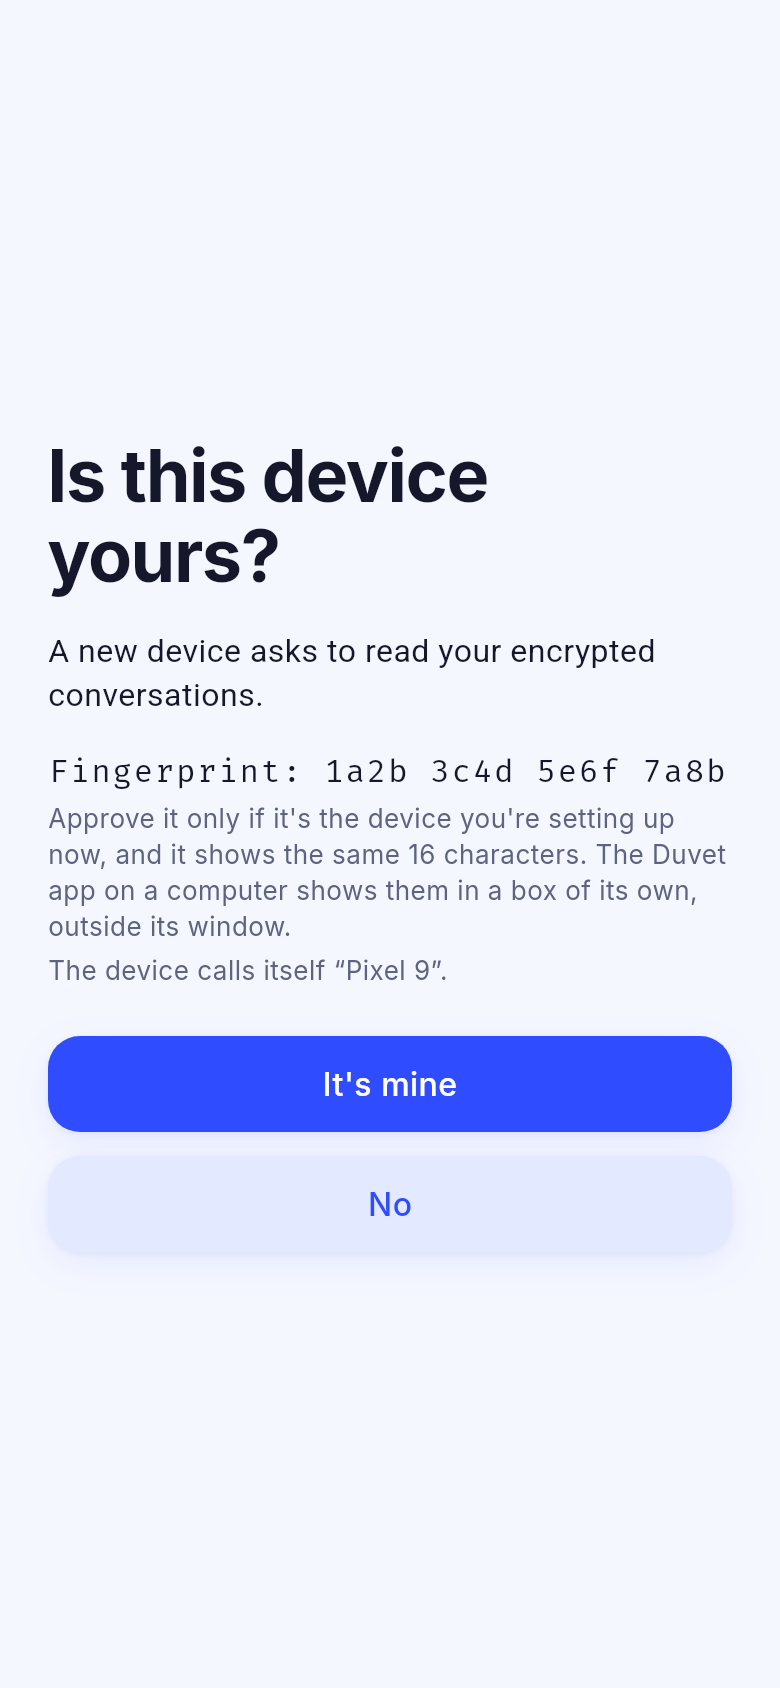 Is this device
yours?
A new device asks to read your encrypted
conversations.
Fingerprint: 1a2b 3c4d 5e6f 7a8b
Approve it only if it's the device you're setting up
now, and it shows the same 16 characters. The Duvet
app on a computer shows them in a box of its own,
outside its window.
The device calls itself “Pixel 9”.
It's mine
No